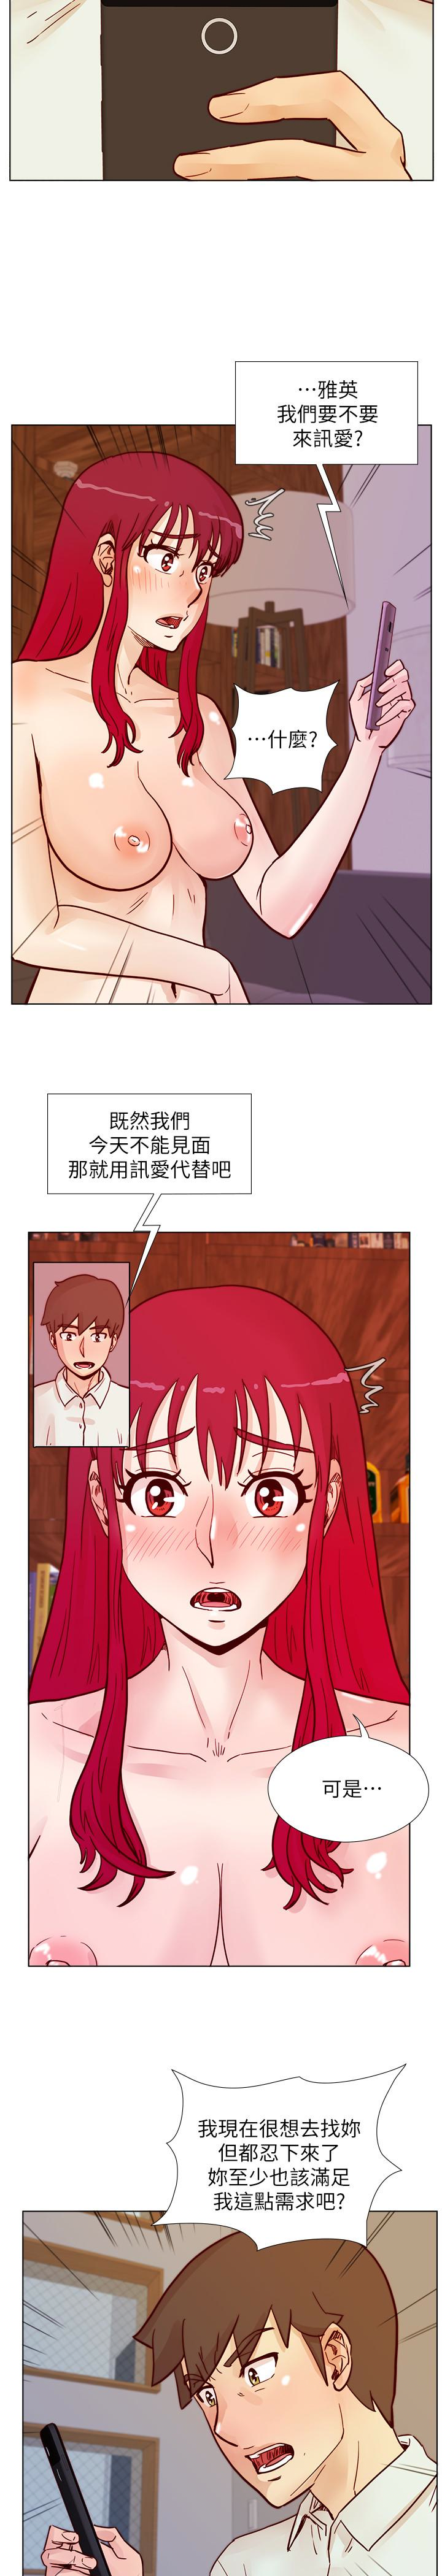 …雅英
我們要不要
來訊愛?
…什麼?
既然我們
今天不能見面
那就用訊愛代替吧
可是…
我現在很想去找妳
但都忍下來了
妳至少也該滿足
我這點需求吧?